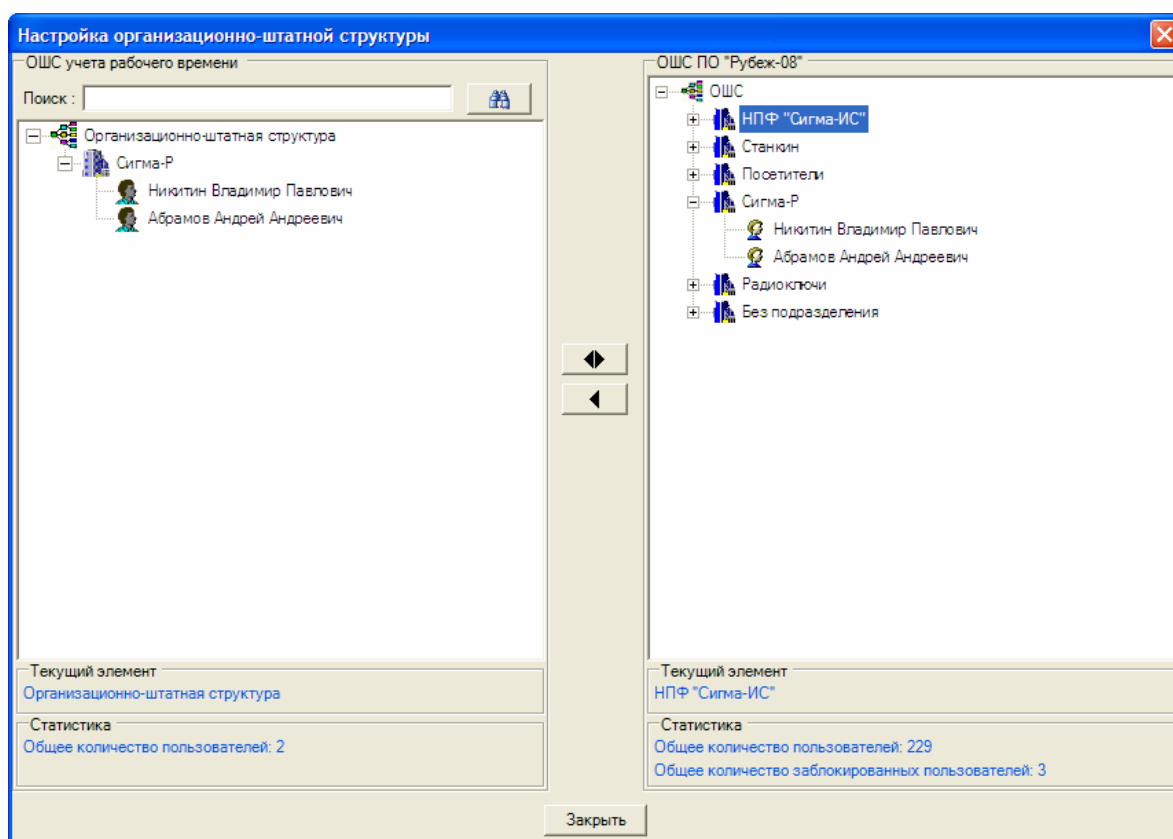 Настройка организационно-штатной структуры
ОШС учета рабочего времени
Поиск :
Организационно-штатная структура
Сигма-Р
Никитин Владимир Павлович
Абрамов Андрей Андреевич
Текущий элемент
Организационно-штатная структура
Статистика
Общее количество пользователей: 2
ОШС ПО "Рубеж-08"
ОШС
НПФ "Сигма-ИС"
Станкин
Посетители
Сигма-Р
Никитин Владимир Павлович
Абрамов Андрей Андреевич
Радиоключи
Без подразделения
Текущий элемент
НПФ "Сигма-ИС"
Статистика
Общее количество пользователей: 229
Общее количество заблокированных пользователей: 3
Закрыть